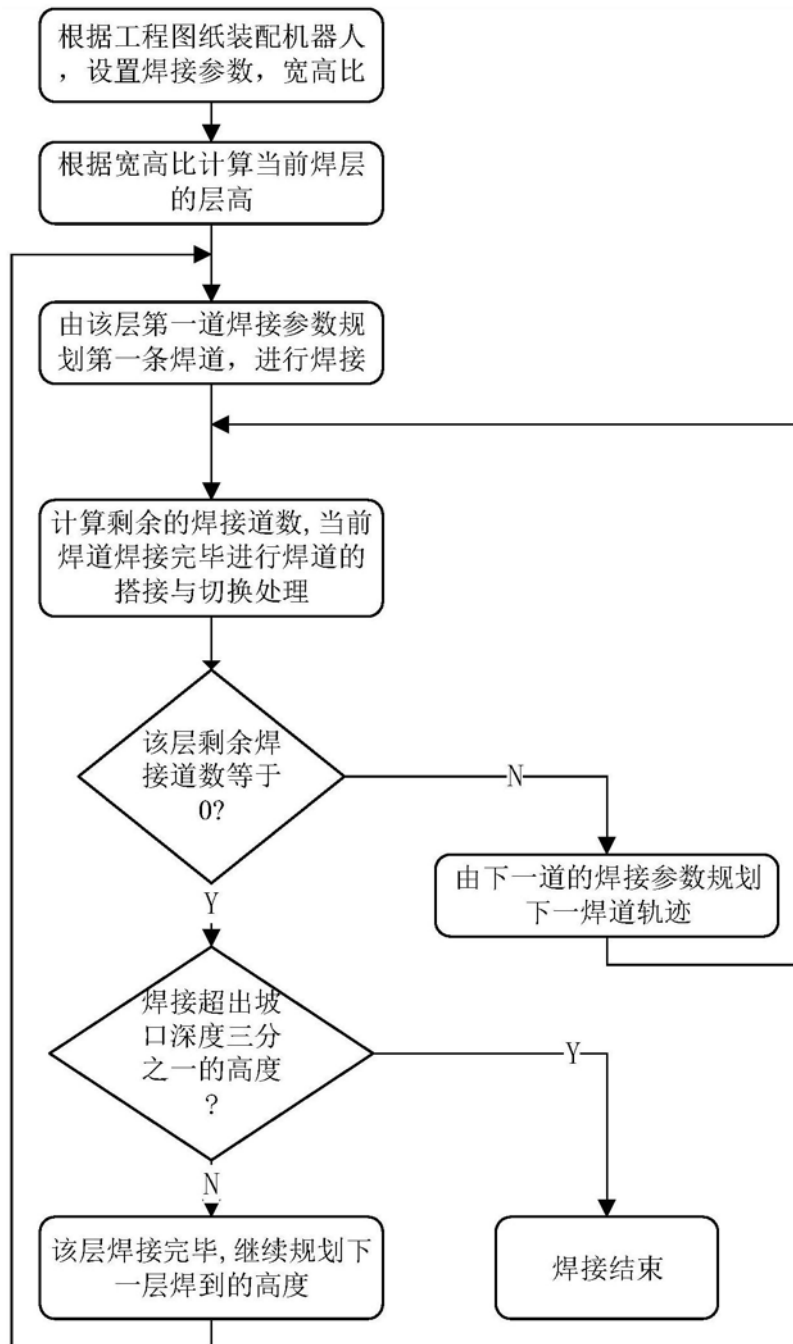 根据工程图纸装配机器人
，设置焊接参数，宽高比
根据宽高比计算当前焊层
的层高
由该层第一道焊接参数规
划第一条焊道，进行焊接
计算剩余的焊接道数,当前
焊道焊接完毕进行焊道的
搭接与切换处理
该层剩余焊
接道数等于
0?
N
由下一道的焊接参数规划
下一焊道轨迹
Y
焊接超出坡
口深度三分
之一的高度
?
Y
N
该层焊接完毕,继续规划下
一层焊到的高度
焊接结束